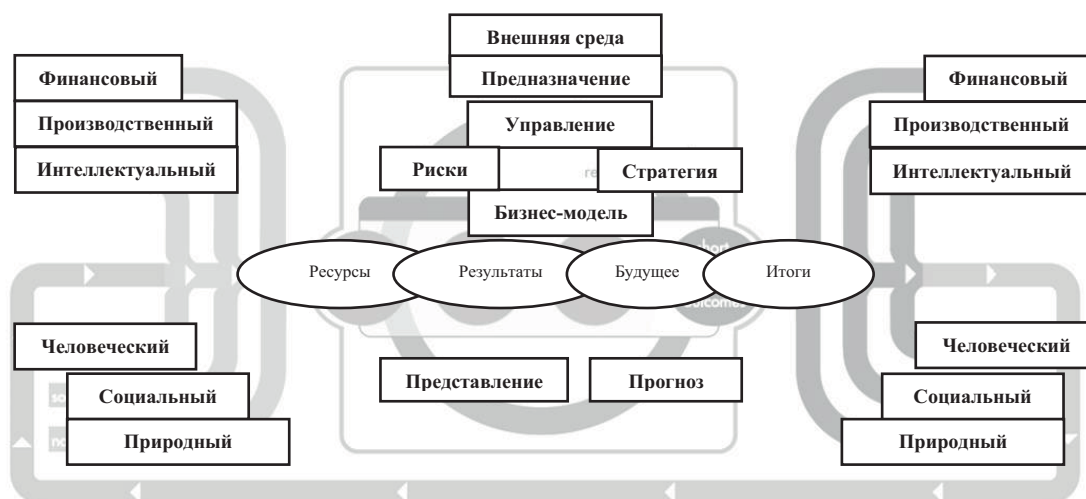 Внешняя среда
Предназначение
Управление
Риски
Стратегия
Бизнес-модель
Финансовый
Производственный
Интеллектуальный
Финансовый
Производственный
Интеллектуальный
Ресурсы
Результаты
Будущее
Итоги
Человеческий
Социальный
Природный
Представление
Прогноз
Человеческий
Социальный
Природный